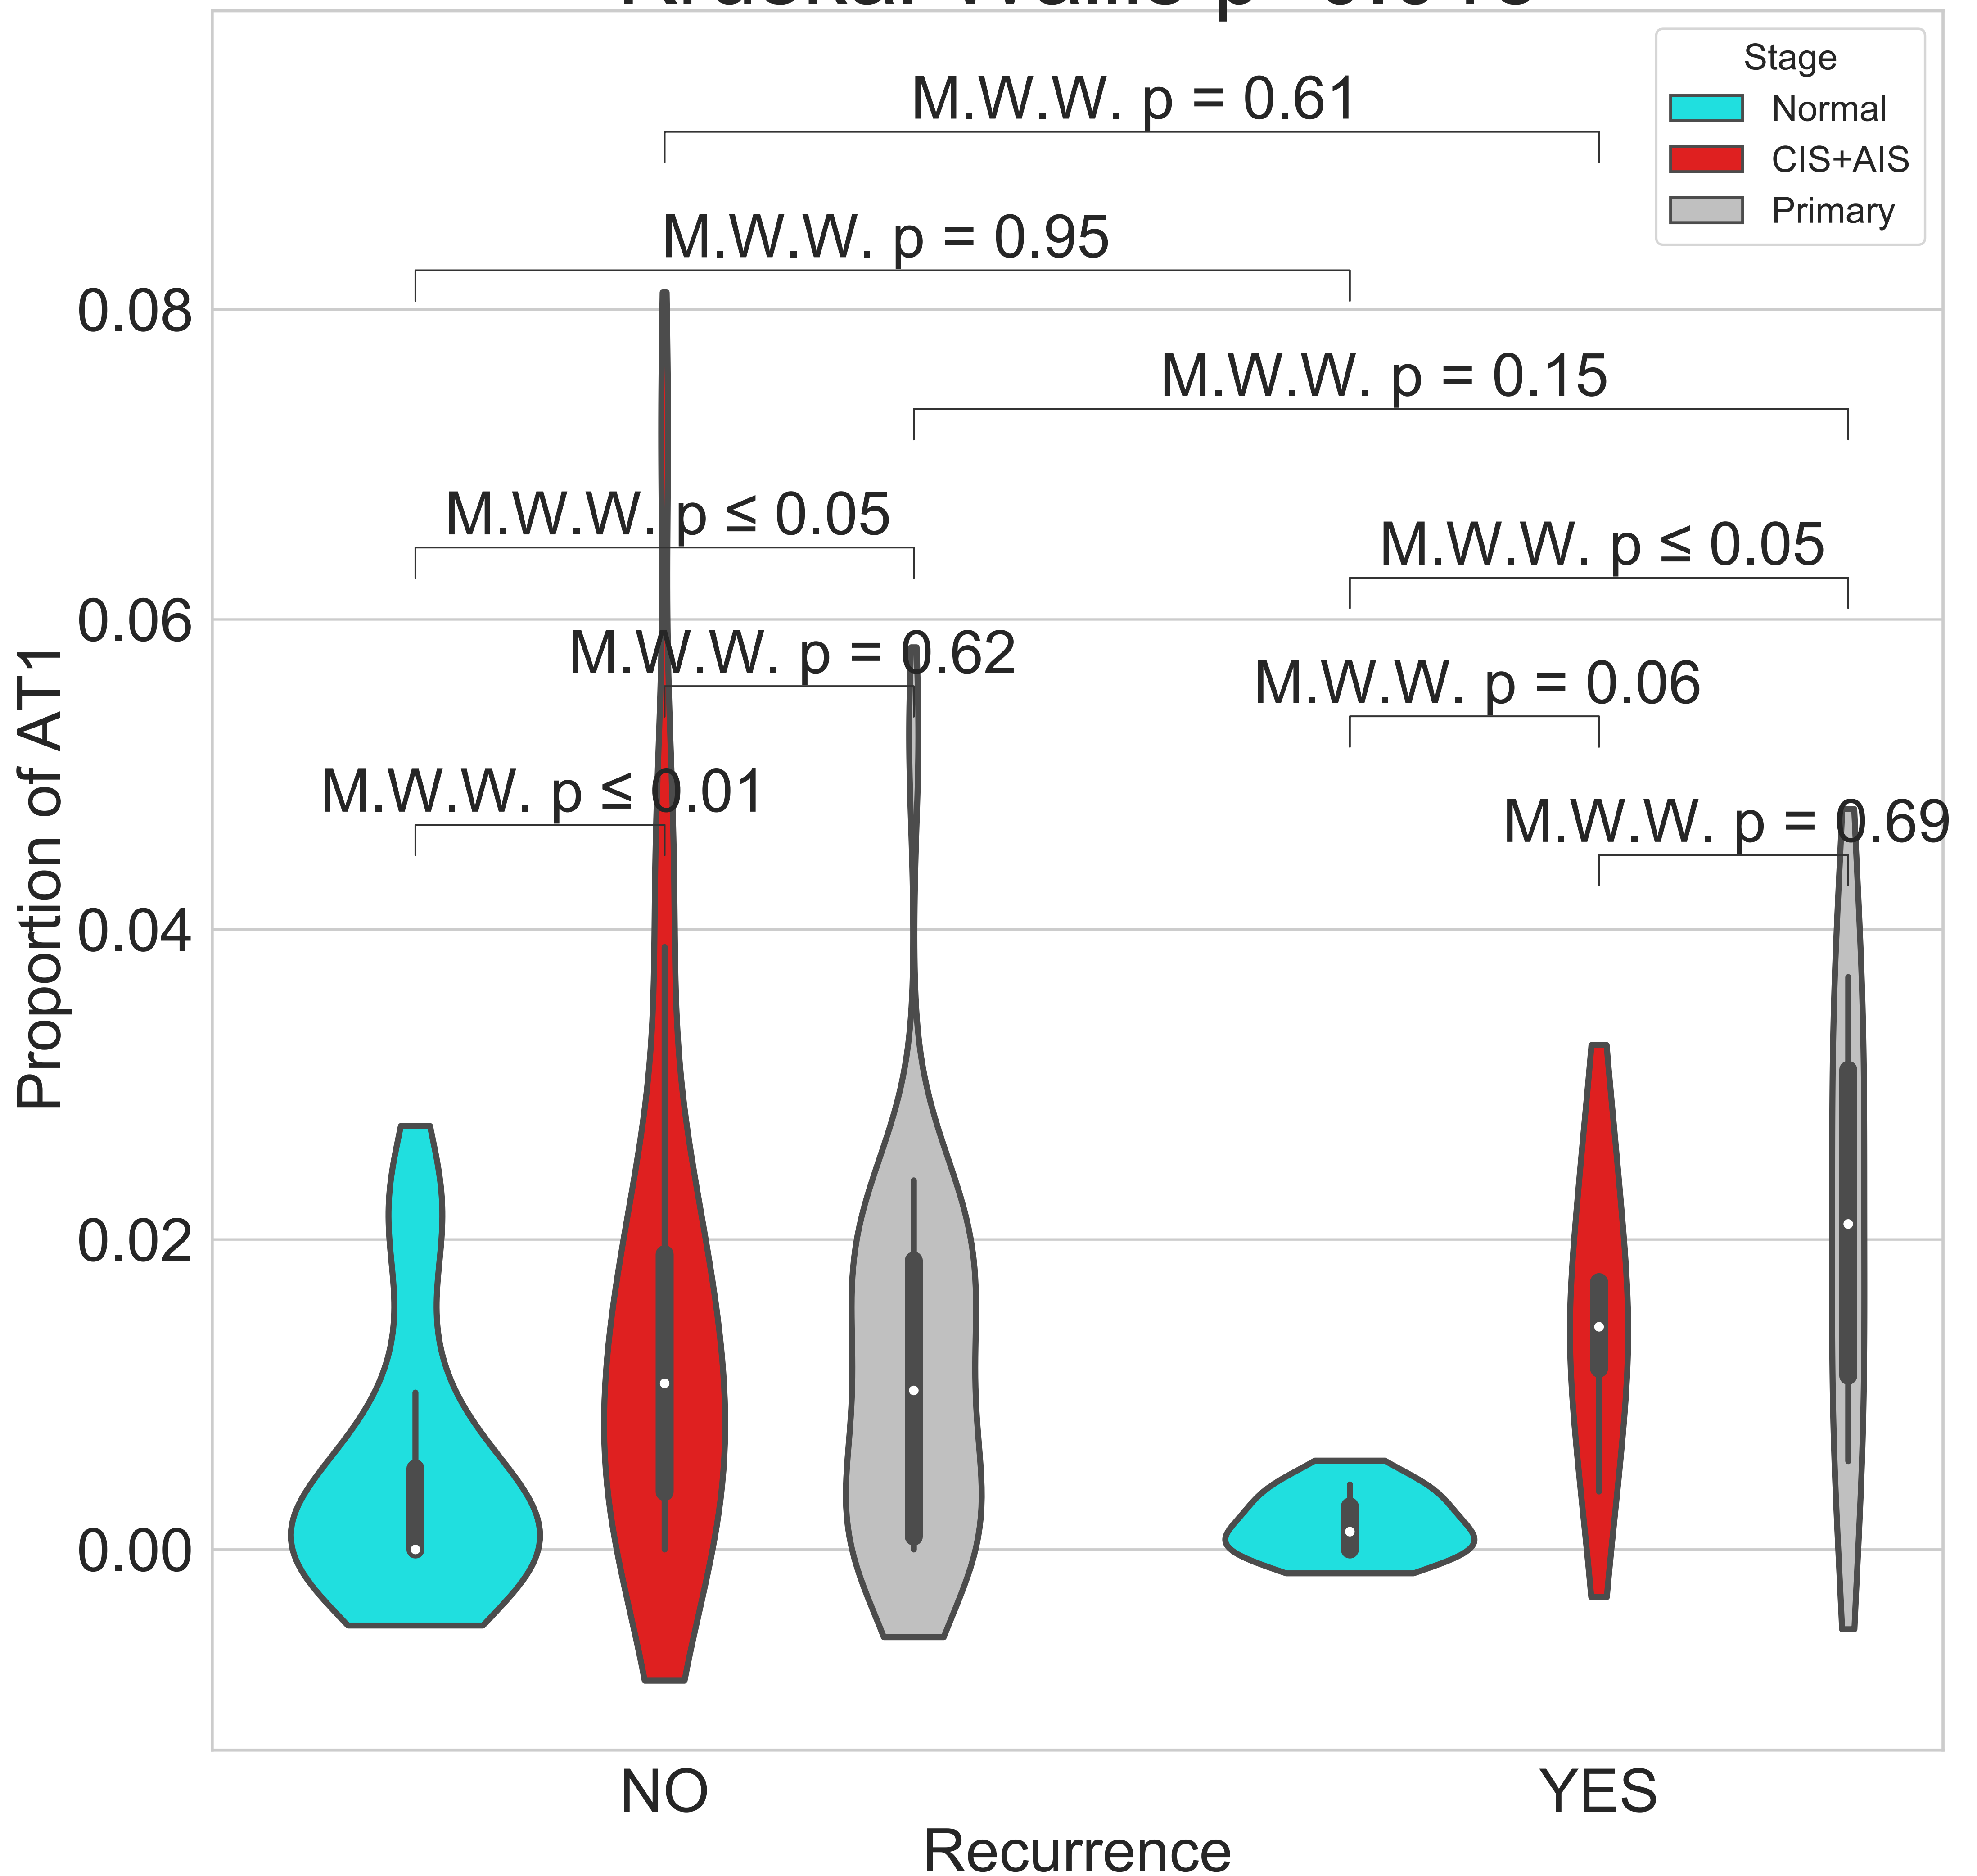 Stage
Normal
CIS+AIS
Primary
M.W.W. p = 0.61
M.W.W. p = 0.95
M.W.W. p = 0.15
M.W.W. p ≤ 0.05
M.W.W. p ≤ 0.05
M.W.W. p = 0.62
M.W.W. p = 0.06
M.W.W. p ≤ 0.01
M.W.W. p = 0.69
Proportion of AT1
0.08
0.06
0.04
0.02
0.00
NO
YES
Recurrence